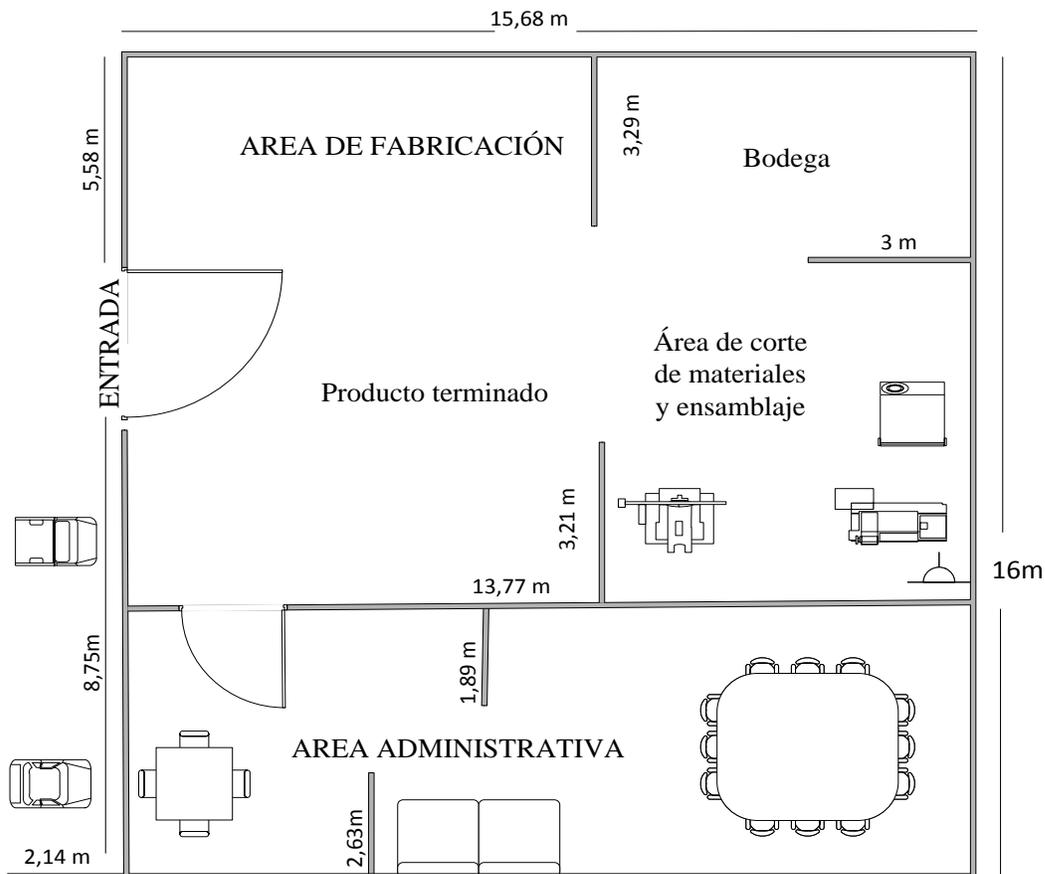 15,68 m
5,58 m
AREA DE FABRICACIÓN
3,29 m
Bodega
3 m
ENTRADA
Área de corte
de materiales
y ensamblaje
Producto terminado
3,21 m
13,77 m
16m
8,75m
1,89 m
AREA ADMINISTRATIVA
2,63m
2,14 m